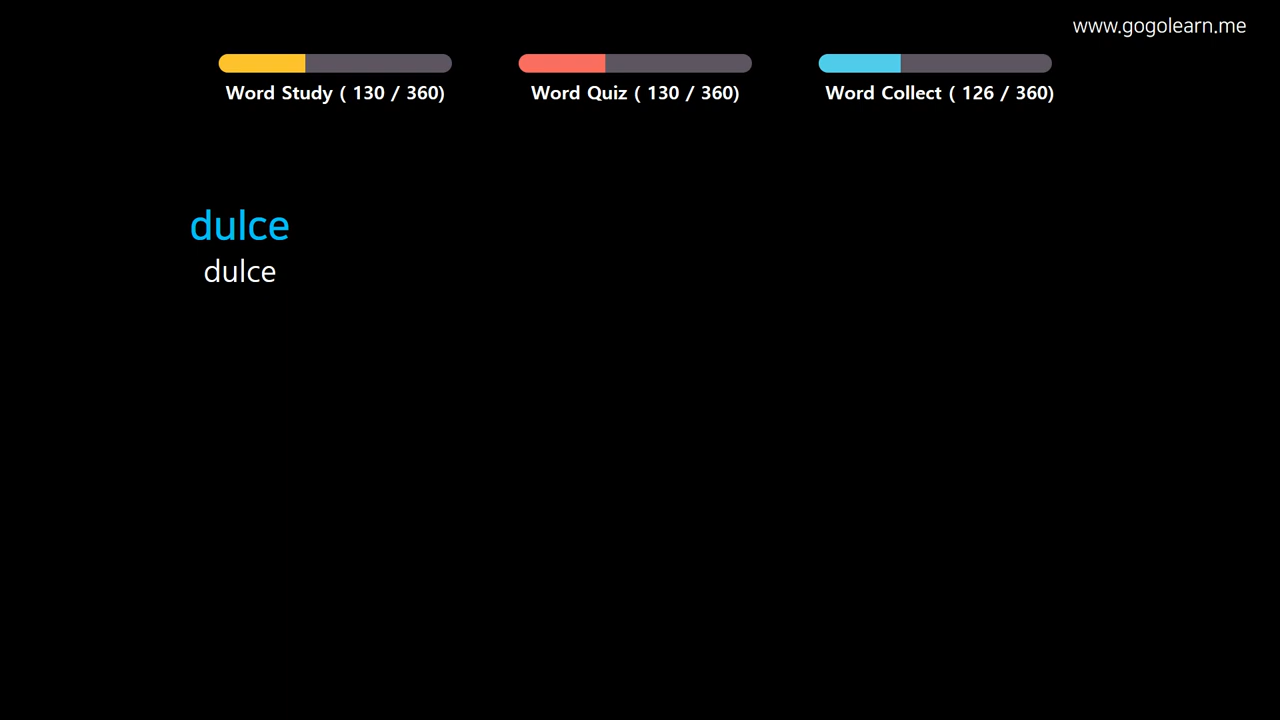 www.gogolearn.me
Word Study ( 130 / 360)
Word Quiz ( 130 / 360)
Word Collect ( 126 / 360)
dulce
dulce